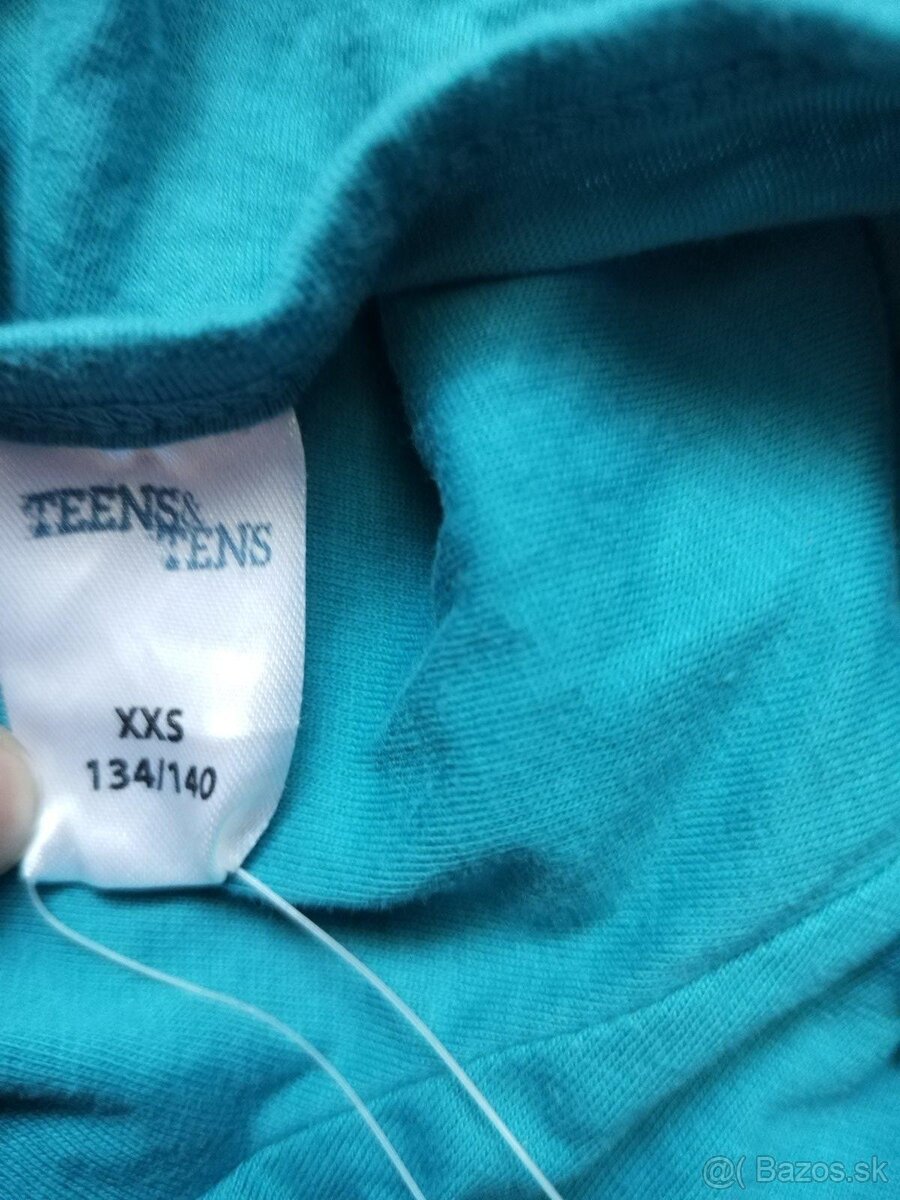 TEENS&
TENS
XXS
134/140
@( Bazos.sk